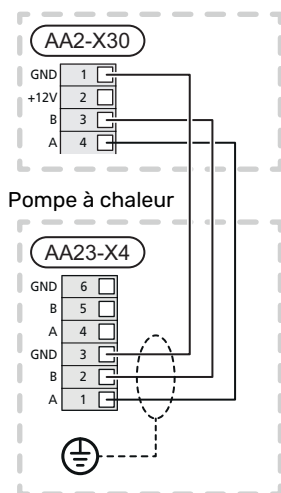 AA2-X30
GND 1
+12V 2
B 3
A 4
Pompe à chaleur
AA23-X4
GND 6
B 5
A 4
GND 3
B 2
A 1